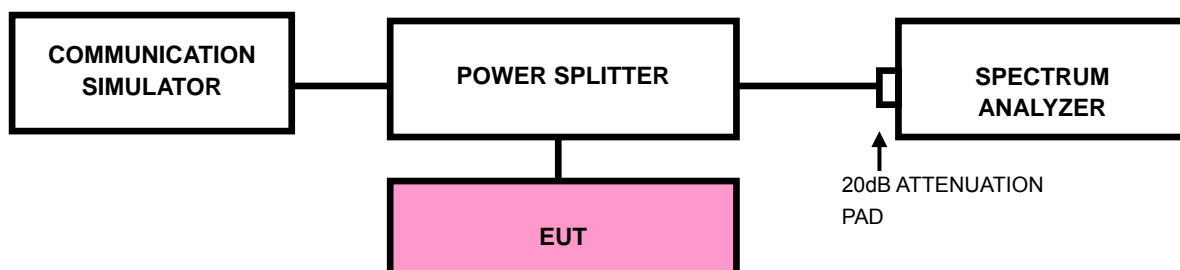 COMMUNICATION
SIMULATOR
POWER SPLITTER
SPECTRUM
ANALYZER
20dB ATTENUATION
PAD
EUT